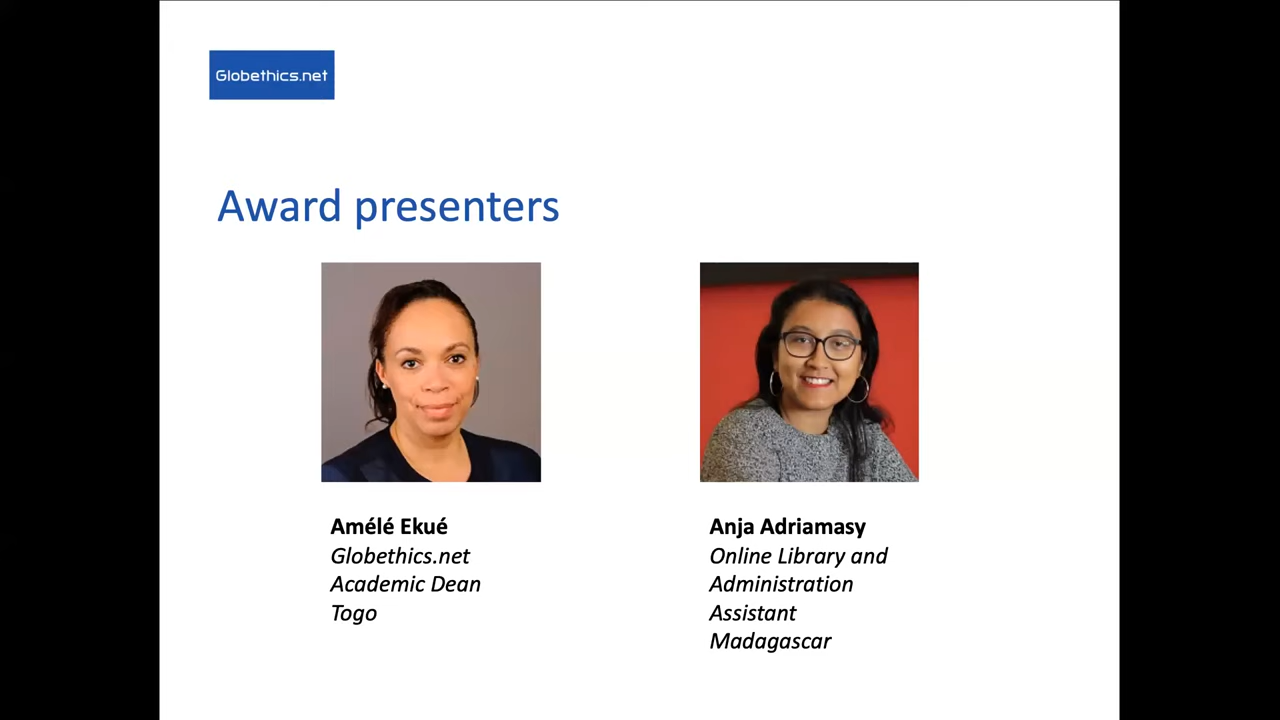 Globethics.net
Award presenters
Amélé Ekué
Globethics.net
Academic Dean
Togo
Anja Adriamasy
Online Library and
Administration
Assistant
Madagascar